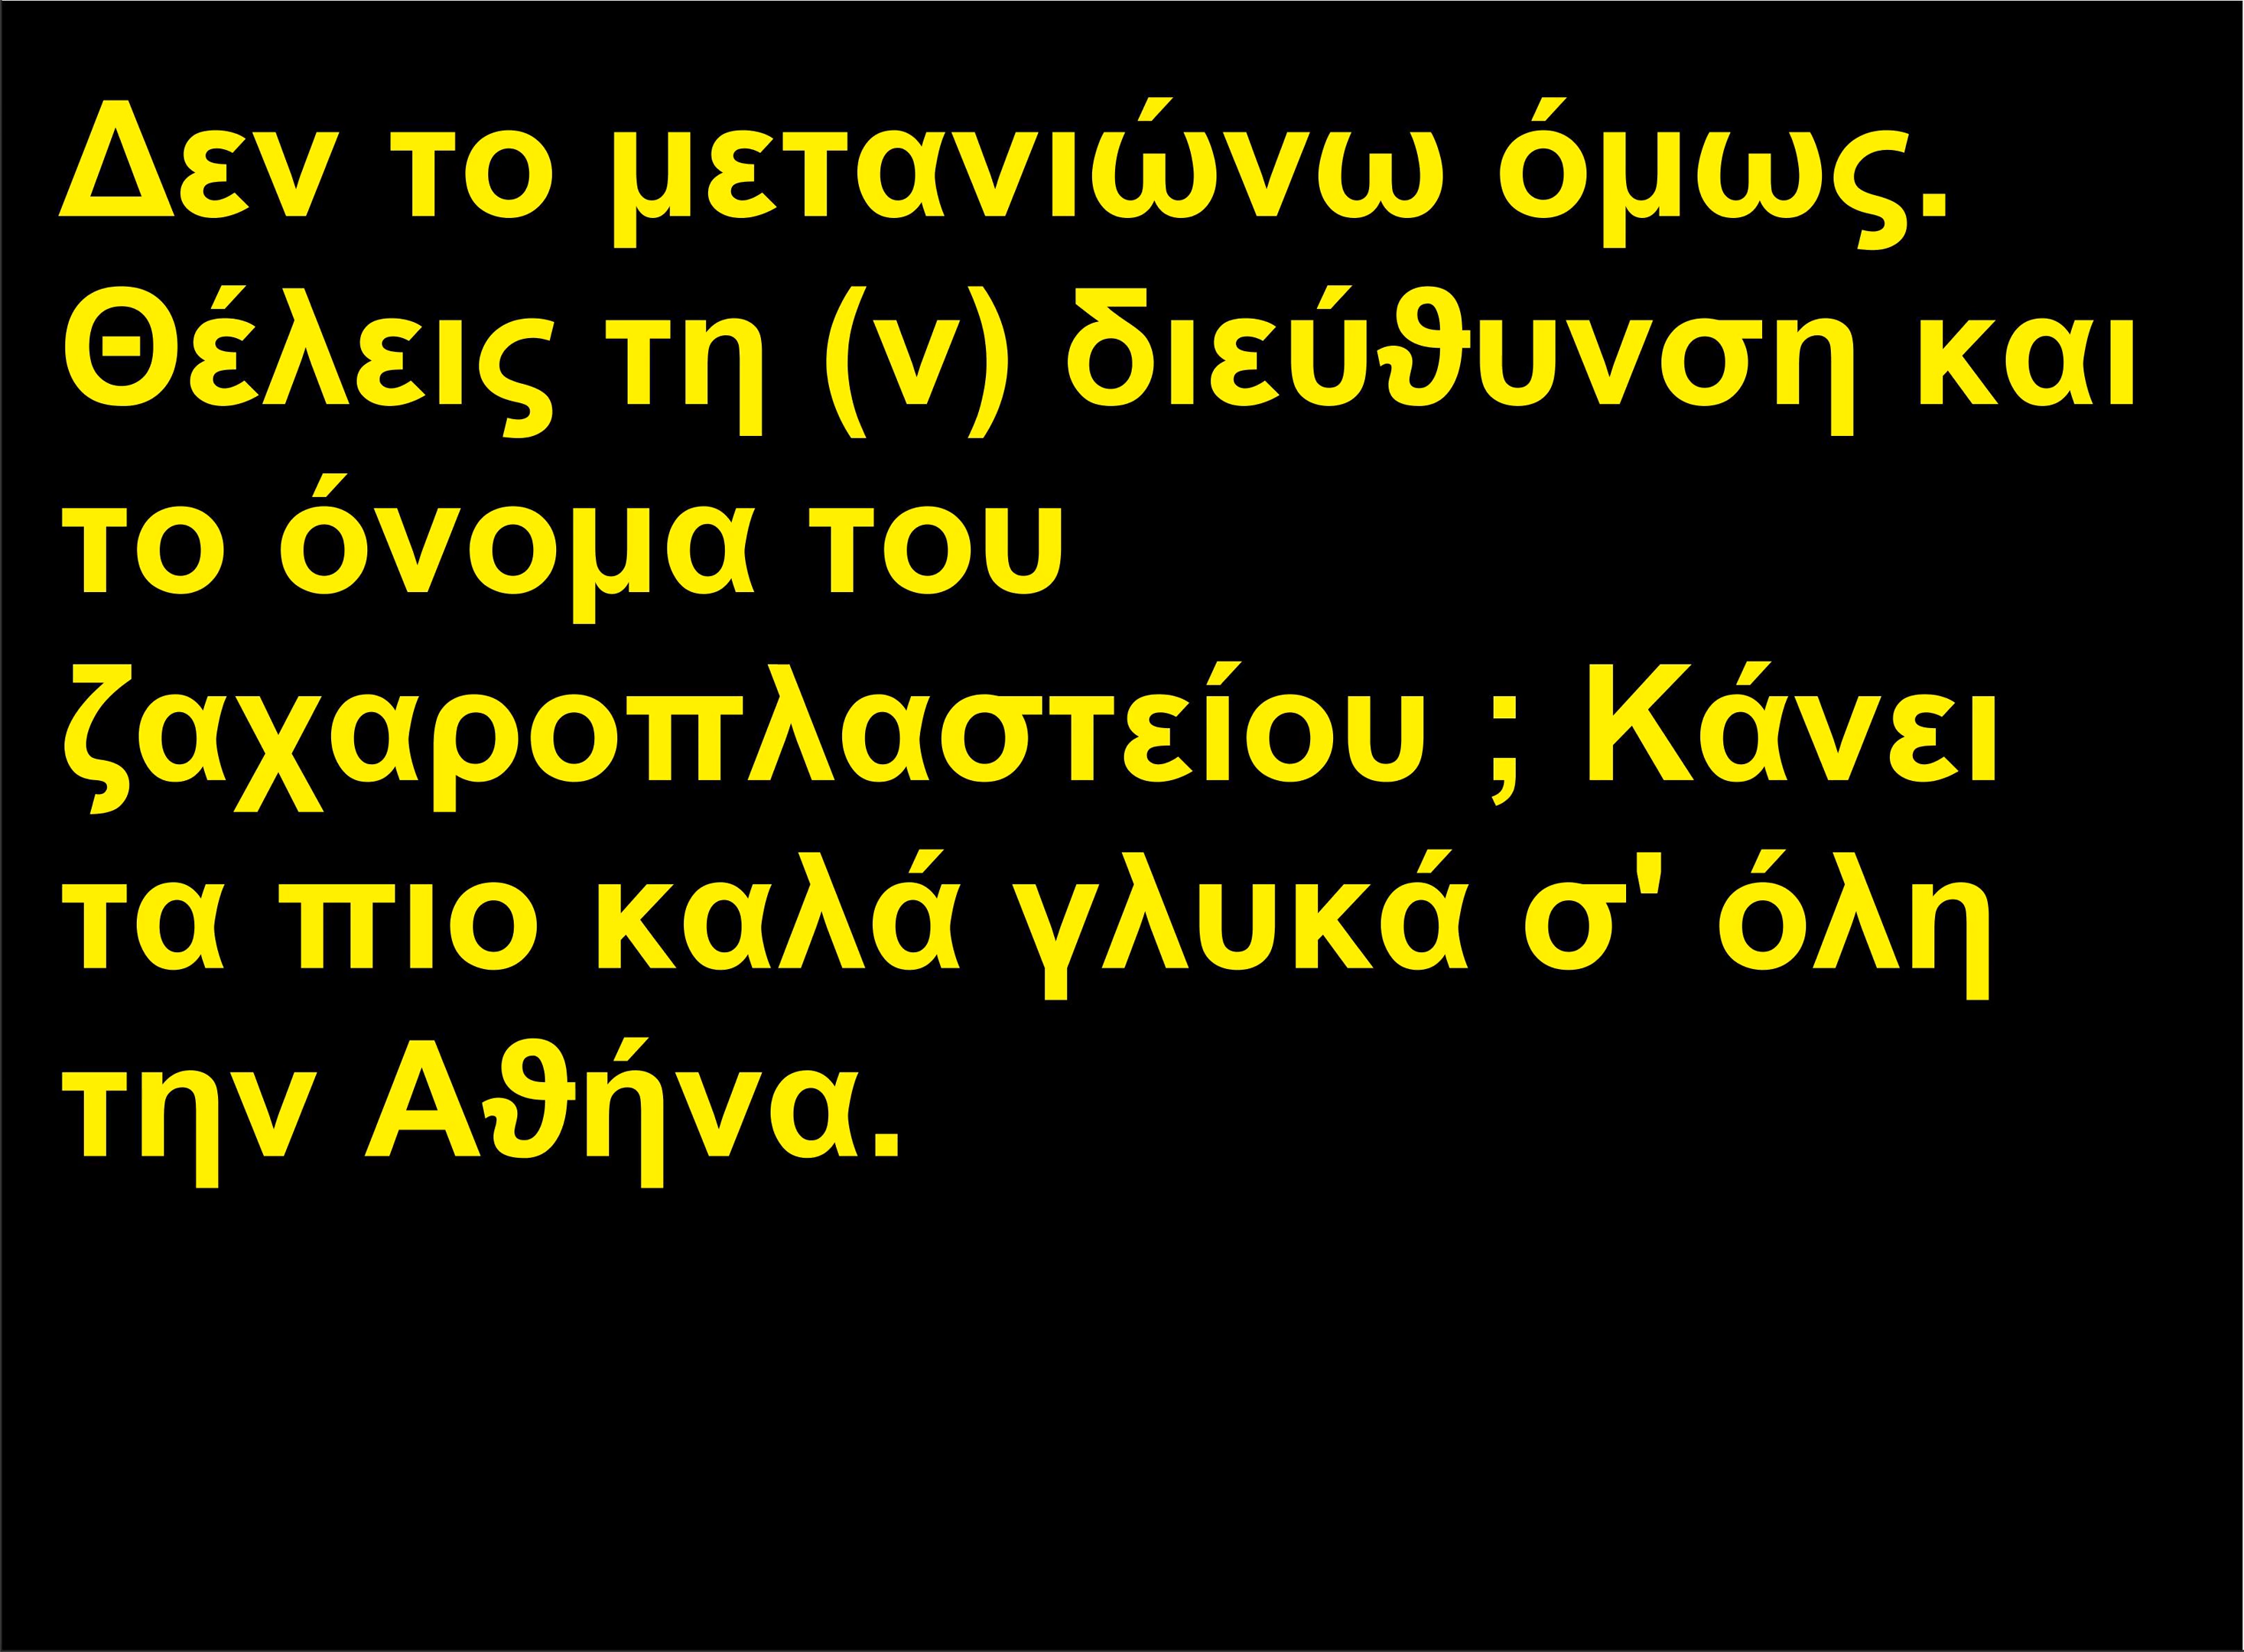 Δεν το μετανιώνω όμως.
Θέλεις τη (ν) διεύθυνση και
το όνομα του
ζαχαροπλαστείου ; Κάνει
τα πιο καλά γλυκά σ' όλη
την Αθήνα.